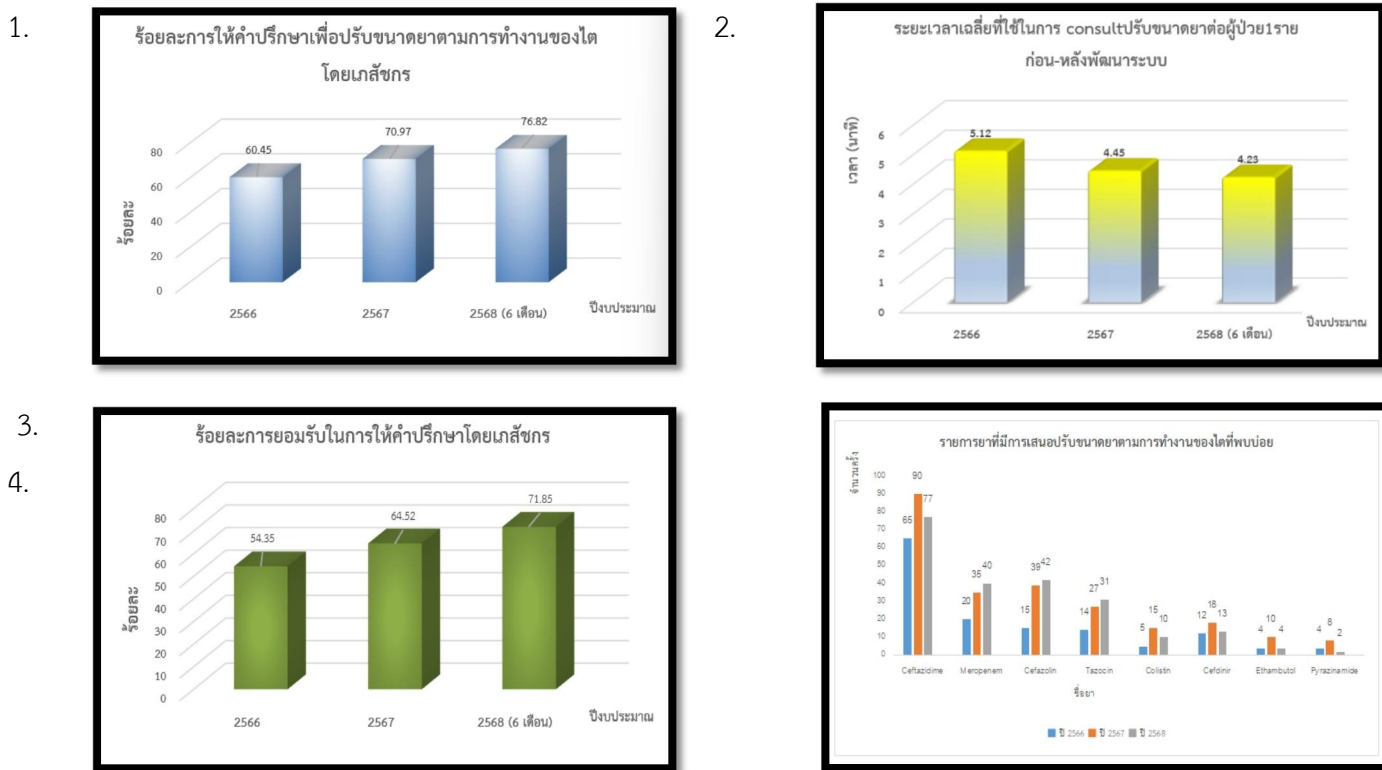 1.
ร้อยละการให้คำปรึกษาเพื่อปรับขนาดยาตามการทำงานของไต
โดยเภสัชกร
ร้อยละ
80
60
40
20
0
60.45
70.97
76.82
2566
2567
2568 (6 เดือน)
ปีงบประมาณ
2.
ระยะเวลาเฉลี่ยที่ใช้ในการ consultปรับขนาดยาต่อผู้ป่วย1ราย
ก่อน-หลังพัฒนาระบบ
เวลา (นาที)
6
5
4
3
2
1
0
5.12
4.45
4.23
2566
2567
2568 (6 เดือน)
ปีงบประมาณ
3.
4.
ร้อยละการยอมรับในการให้คำปรึกษาโดยเภสัชกร
ร้อยละ
80
70
60
50
40
30
20
10
0
54.35
64.52
71.85
2566
2567
2568 (6 เดือน)
ปีงบประมาณ
รายการยาที่มีการเสนอปรับขนาดยาตามการทำงานของไตที่พบบ่อย
จำนวนครั้ง
100
90
80
70
60
50
40
30
20
10
0
65 90 77
20 35 40
15 39 42
14 27 31
5 15 10
12 18 13
4 10 4
4 8 2
Ceftazidime Meropenem Cefazolin Tazocin Colistin Cefdinir Ethambutol Pyrazinamide
ชื่อยา
ปี 2566 ปี 2567 ปี 2568